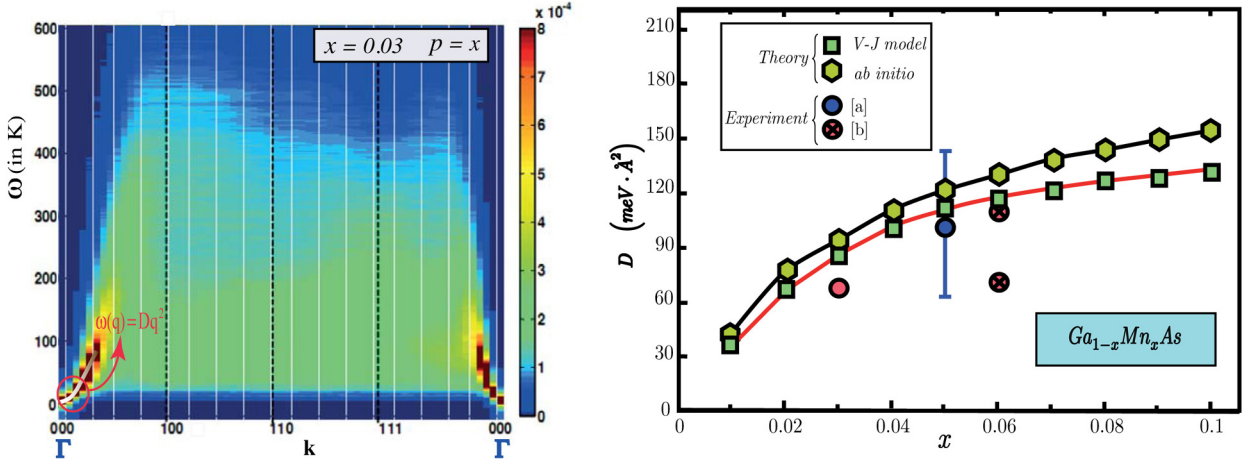 x 10⁻⁴
600
500
400
300
200
100
0
ω (in K)
x = 0.03 p = x
ω(q)=Dq²
000
100
110
111
000
Γ
k
Γ
8
7
6
5
4
3
2
1
0
210
180
150
120
90
60
30
0
D (meV · Å²)
Theory
V-J model
ab initio
Experiment
[a]
[b]
Ga₁₋ₓMnₓAs
0
0.02
0.04
0.06
0.08
0.1
x